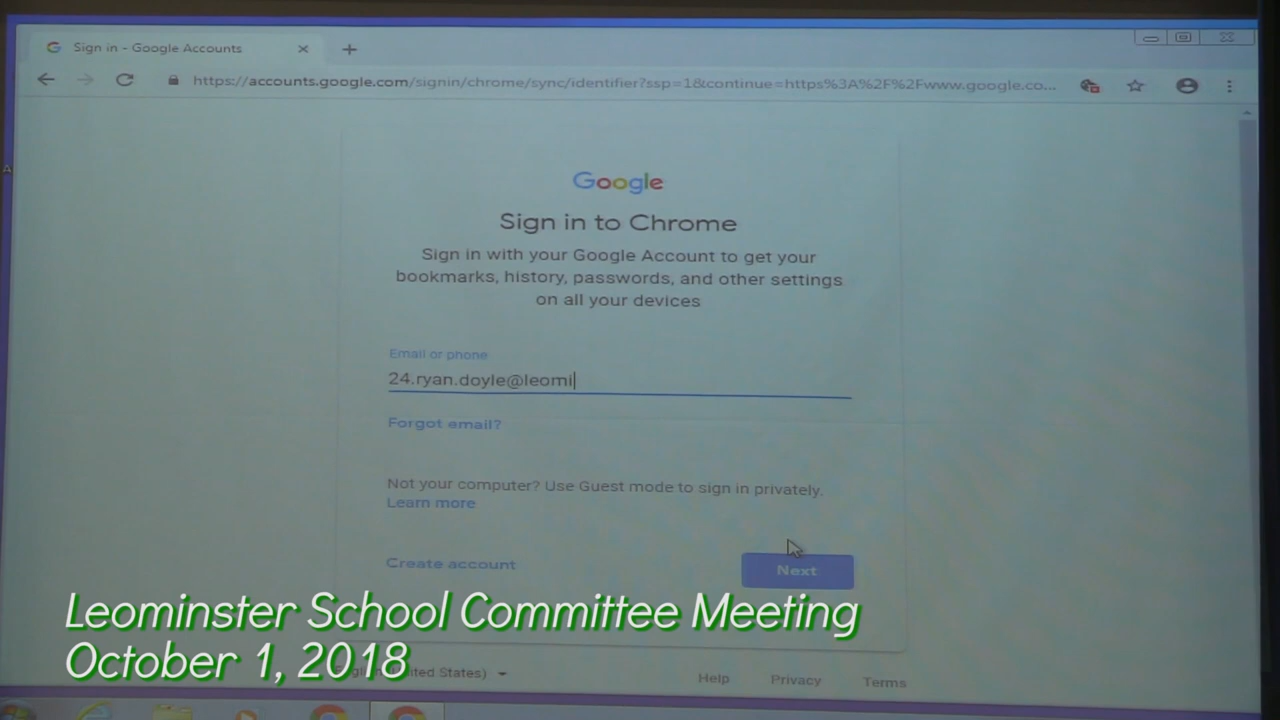 Sign in - Google Accounts
https://accounts.google.com/signin/chrome/sync/identifier?ssp=1&continue=https%3A%2F%2Fwww.google.co...
Google
Sign in to Chrome
Sign in with your Google Account to get your
bookmarks, history, passwords, and other settings
on all your devices
Email or phone
24.ryan.doyle@leomi
Forgot email?
Not your computer? Use Guest mode to sign in privately.
Learn more
Create account
Next
Leominster School Committee Meeting
October 1, 2018
States)
Help Privacy Terms